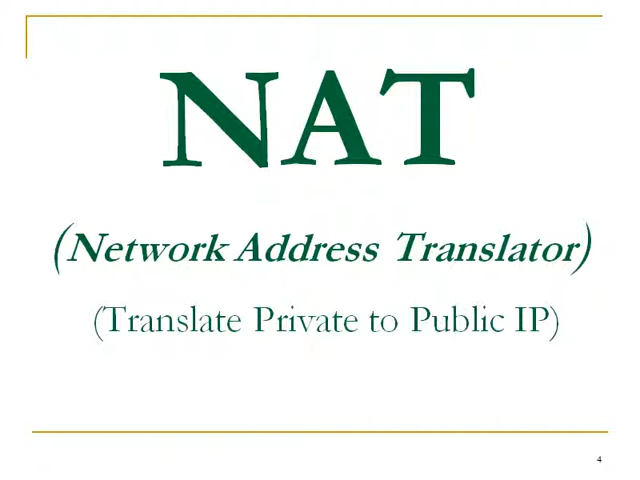 NAT
(Network Address Translator)
(Translate Private to Public IP)
4